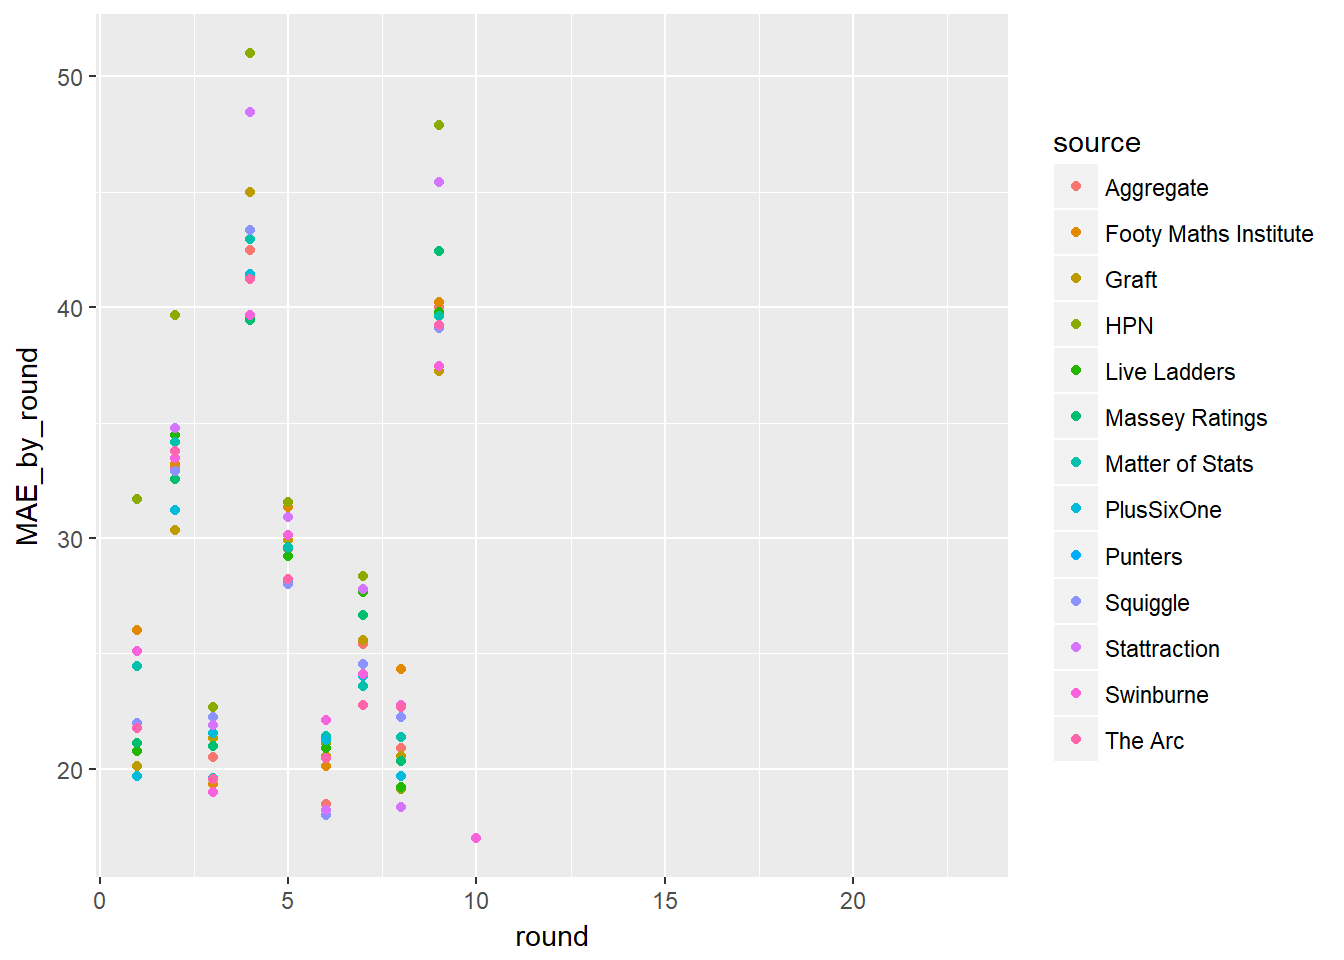 50
40
30
20
MAE_by_round
0 5 10 15 20
round
source
Aggregate
Footy Maths Institute
Graft
HPN
Live Ladders
Massey Ratings
Matter of Stats
PlusSixOne
Punters
Squiggle
Stattraction
Swinburne
The Arc